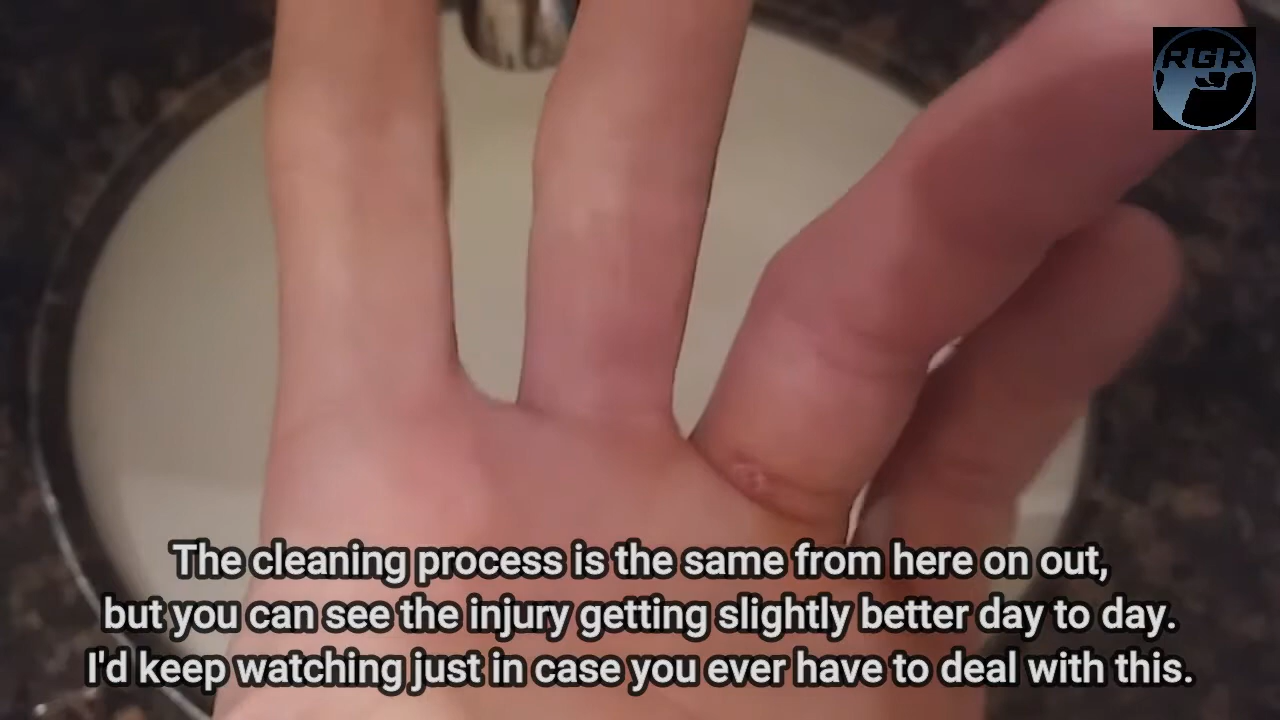 RGR
The cleaning process is the same from here on out,
but you can see the injury getting slightly better day to day.
I'd keep watching just in case you ever have to deal with this.